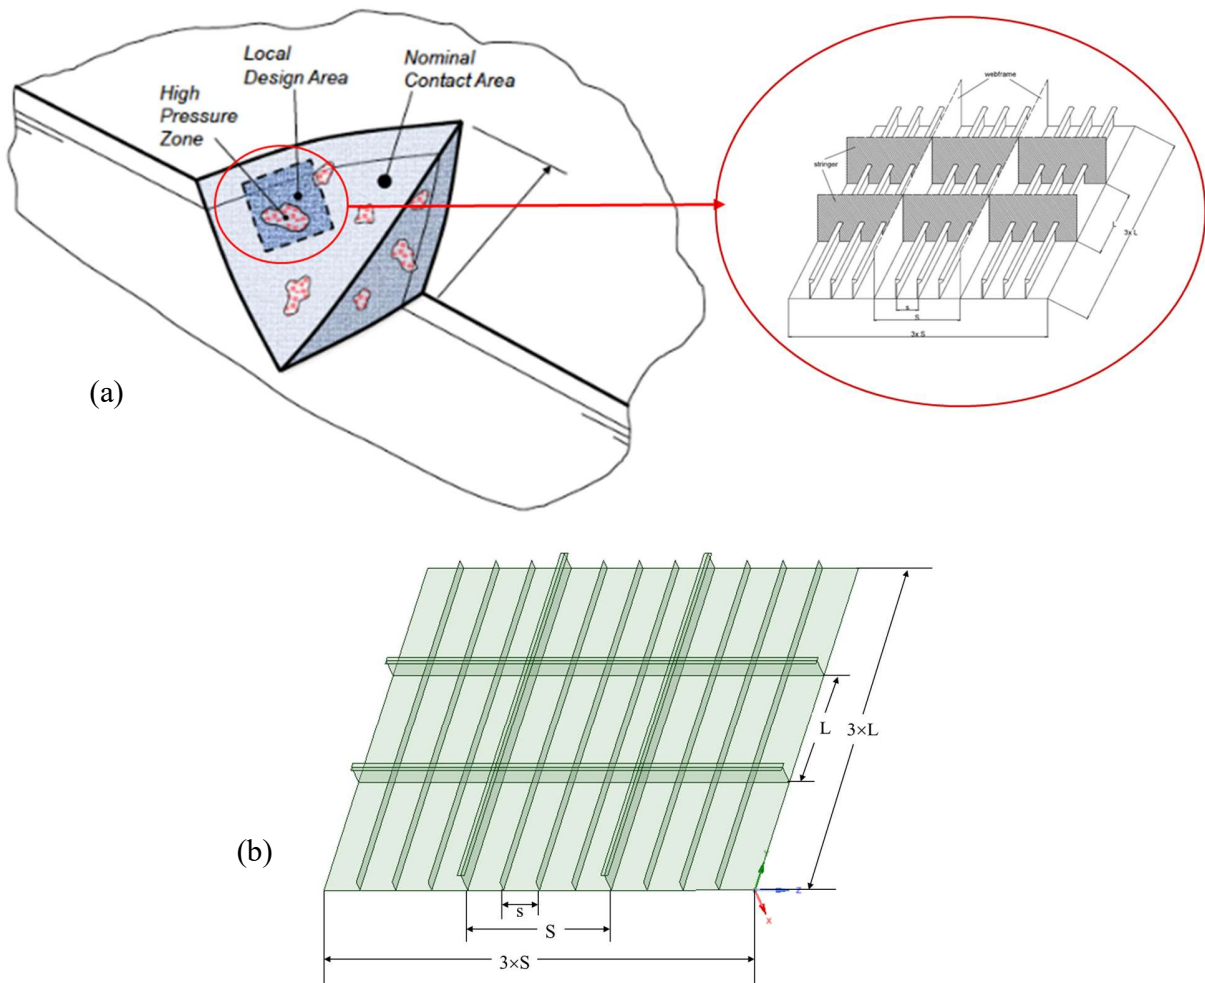 Local
Design Area
Nominal
Contact Area
High
Pressure
Zone
webframe
stringer
L
3x L
s
S
3x S
(a)
L
3×L
(b)
Y
Z
X
s
S
3×S